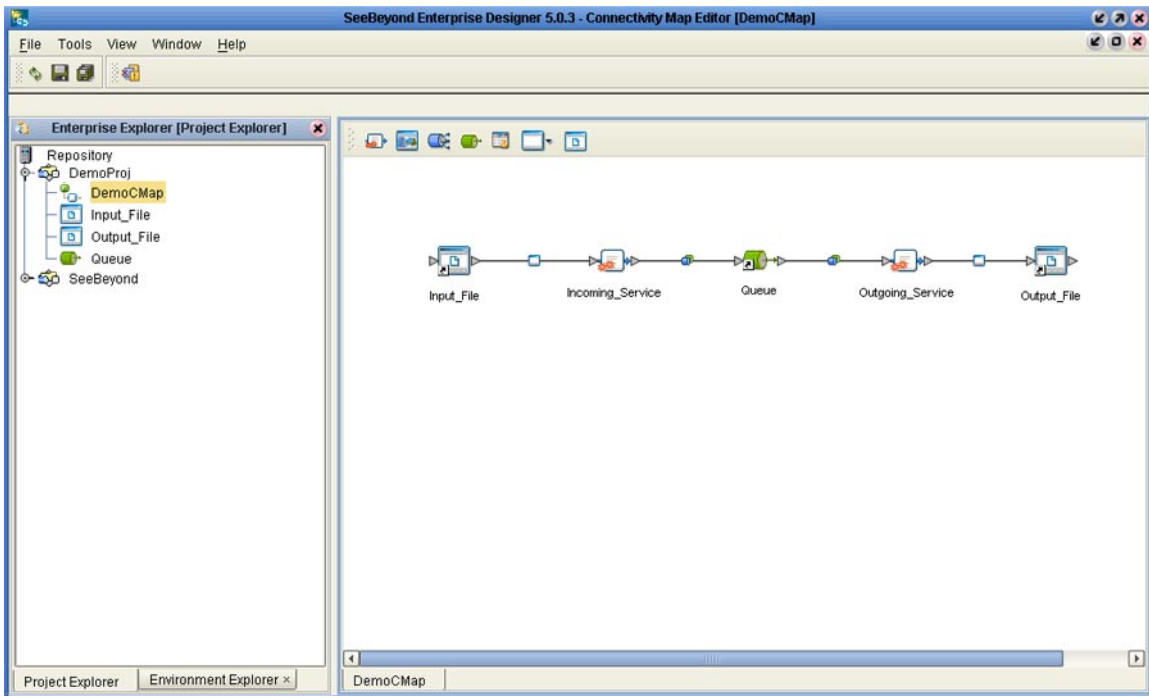 SeeBeyond Enterprise Designer 5.0.3 - Connectivity Map Editor [DemoCMap]
File Tools View Window Help
Enterprise Explorer [Project Explorer]
Repository
DemoProj
DemoCMap
Input_File
Output_File
Queue
SeeBeyond
Input_File
Incoming_Service
Queue
Outgoing_Service
Output_File
Project Explorer
Environment Explorer ×
DemoCMap